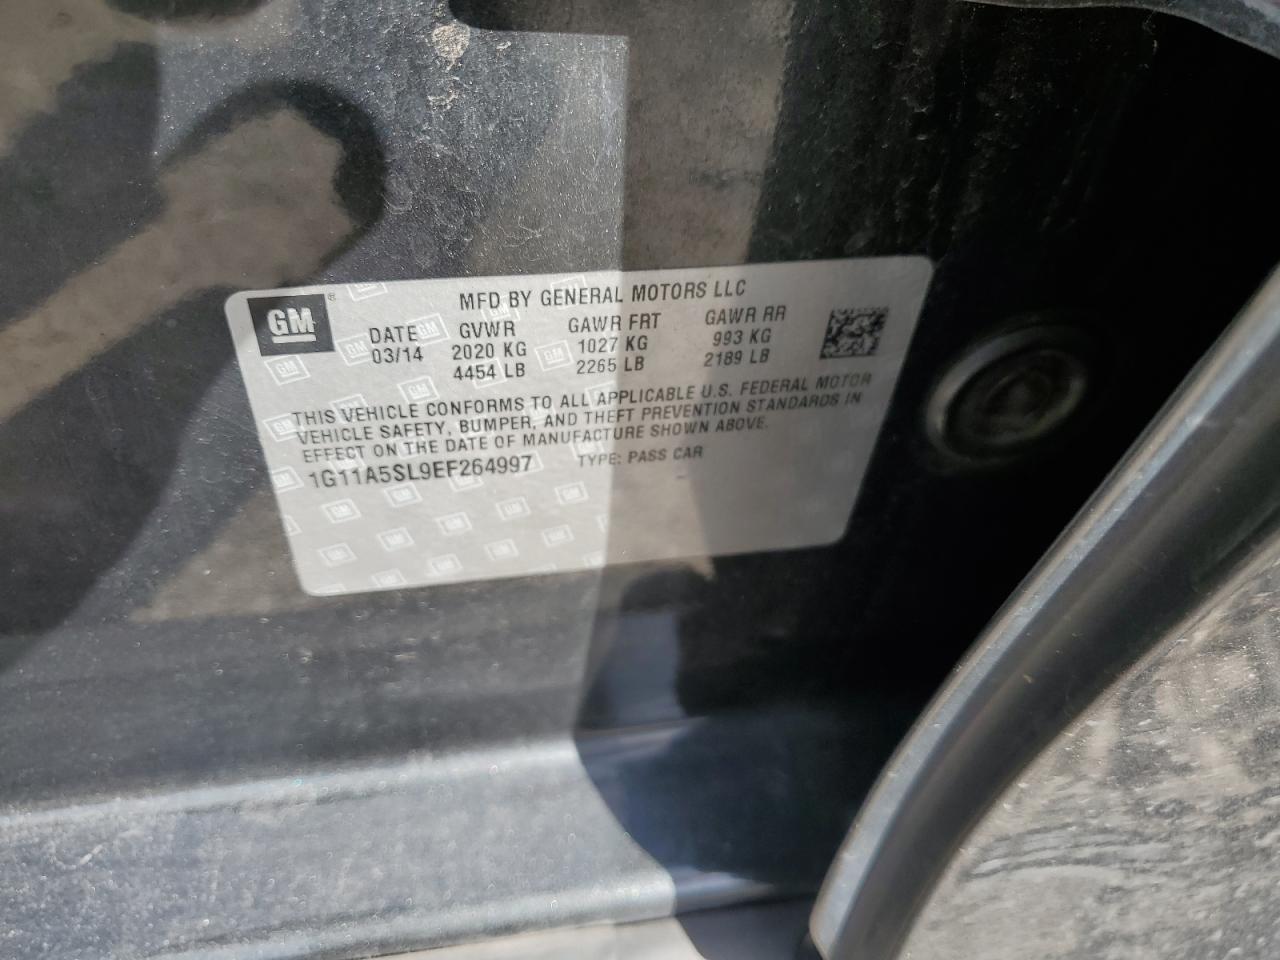 GM ®
MFD BY GENERAL MOTORS LLC
DATE GVWR GAWR FRT GAWR RR
03/14 2020 KG 1027 KG 993 KG
4454 LB 2265 LB 2189 LB
THIS VEHICLE CONFORMS TO ALL APPLICABLE U.S. FEDERAL MOTOR
VEHICLE SAFETY, BUMPER, AND THEFT PREVENTION STANDARDS IN
EFFECT ON THE DATE OF MANUFACTURE SHOWN ABOVE.
1G11A5SL9EF264997 TYPE: PASS CAR